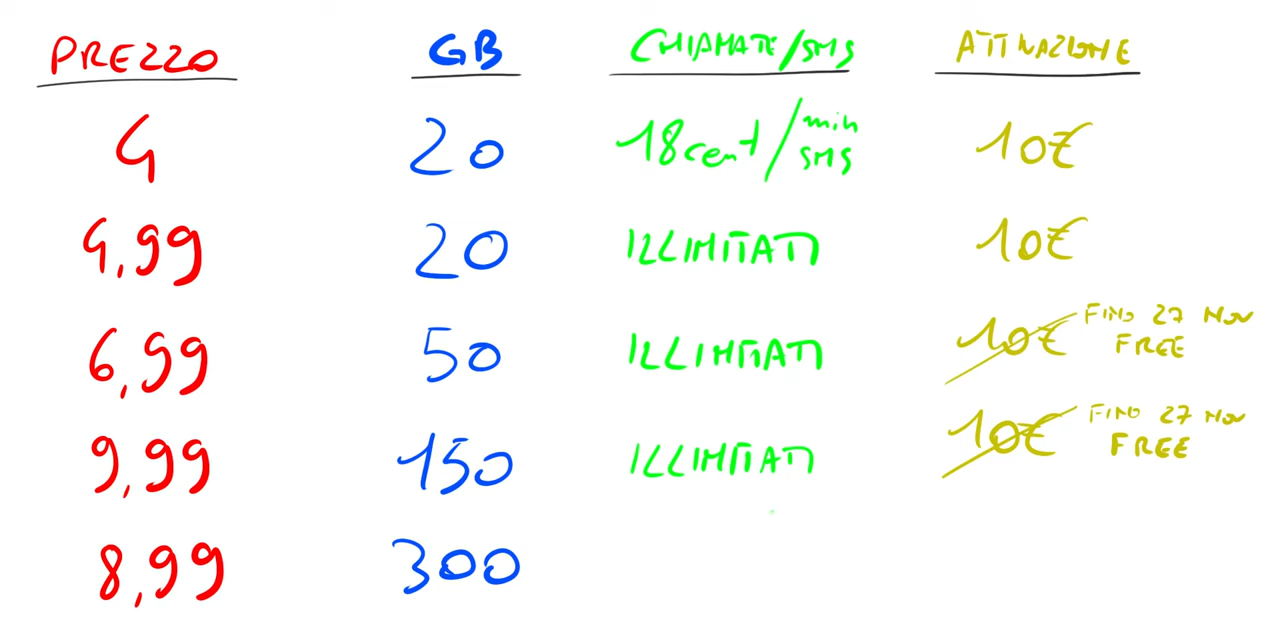 PREZZO GB CHIAMATE/SMS ATTIVAZIONE
4 20 18cent/min SMS 10€
4,99 20 ILLIMITATI 10€
6,99 50 ILLIMITATI 10€ FINO 27 NOV FREE
9,99 150 ILLIMITATI 10€ FINO 27 NOV FREE
8,99 300